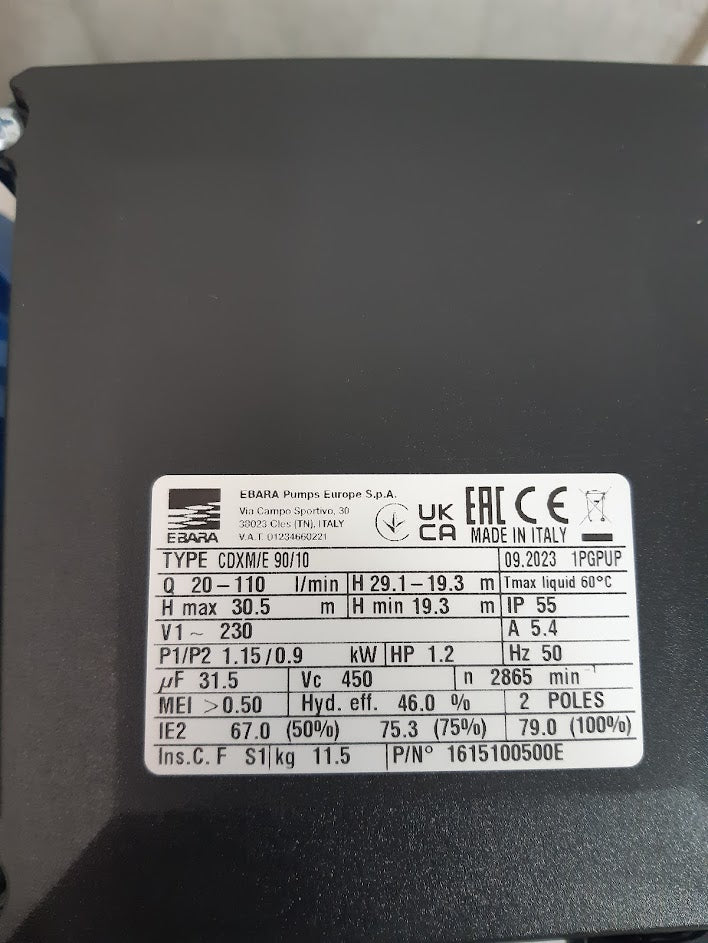 EBARA Pumps Europe S.p.A.
Via Campo Sportivo, 30
38023 Cles (TN), ITALY
V.A.T. 01234660221
EBARA
UK
CA
EAC CE
MADE IN ITALY
TYPE CDXM/E 90/10 09.2023 1PGPUP
Q 20–110 l/min H 29.1–19.3 m Tmax liquid 60°C
H max 30.5 m H min 19.3 m IP 55
V1~ 230 A 5.4
P1/P2 1.15/0.9 kW HP 1.2 Hz 50
µF 31.5 Vc 450 n 2865 min⁻¹
MEI >0.50 Hyd. eff. 46.0 % 2 POLES
IE2 67.0 (50%) 75.3 (75%) 79.0 (100%)
Ins.C. F S1 kg 11.5 P/N° 1615100500E